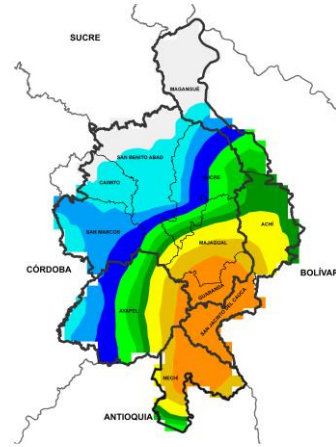 SUCRE
MAGANGUÉ
SAN BENITO ABAD
CAIMITO
SUCRE
SAN MARCOS
ACHÍ
MAJAGUAL
CÓRDOBA
BOLÍVAR
GUARANDA
SAN JACINTO DEL CAUCA
AYAPEL
NECHÍ
ANTIOQUIA